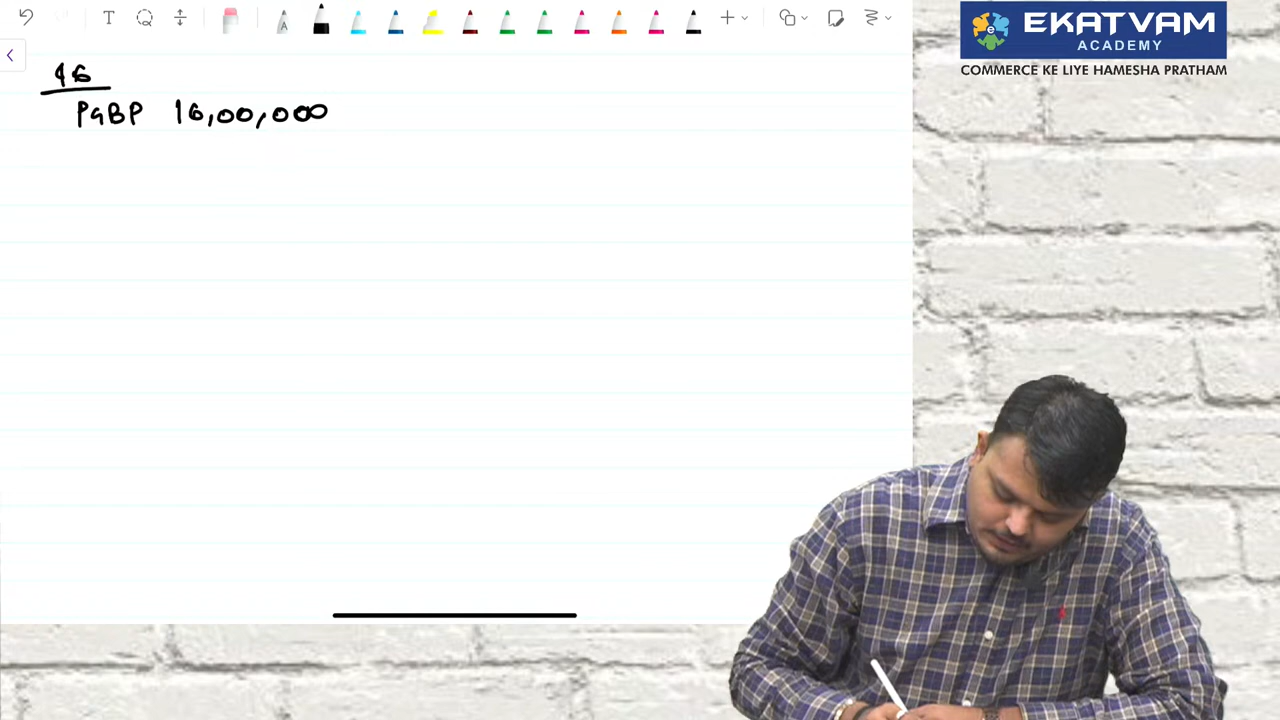 46
PGBP 16,00,000
T
A
EKATVAM
ACADEMY
COMMERCE KE LIYE HAMESHA PRATHAM